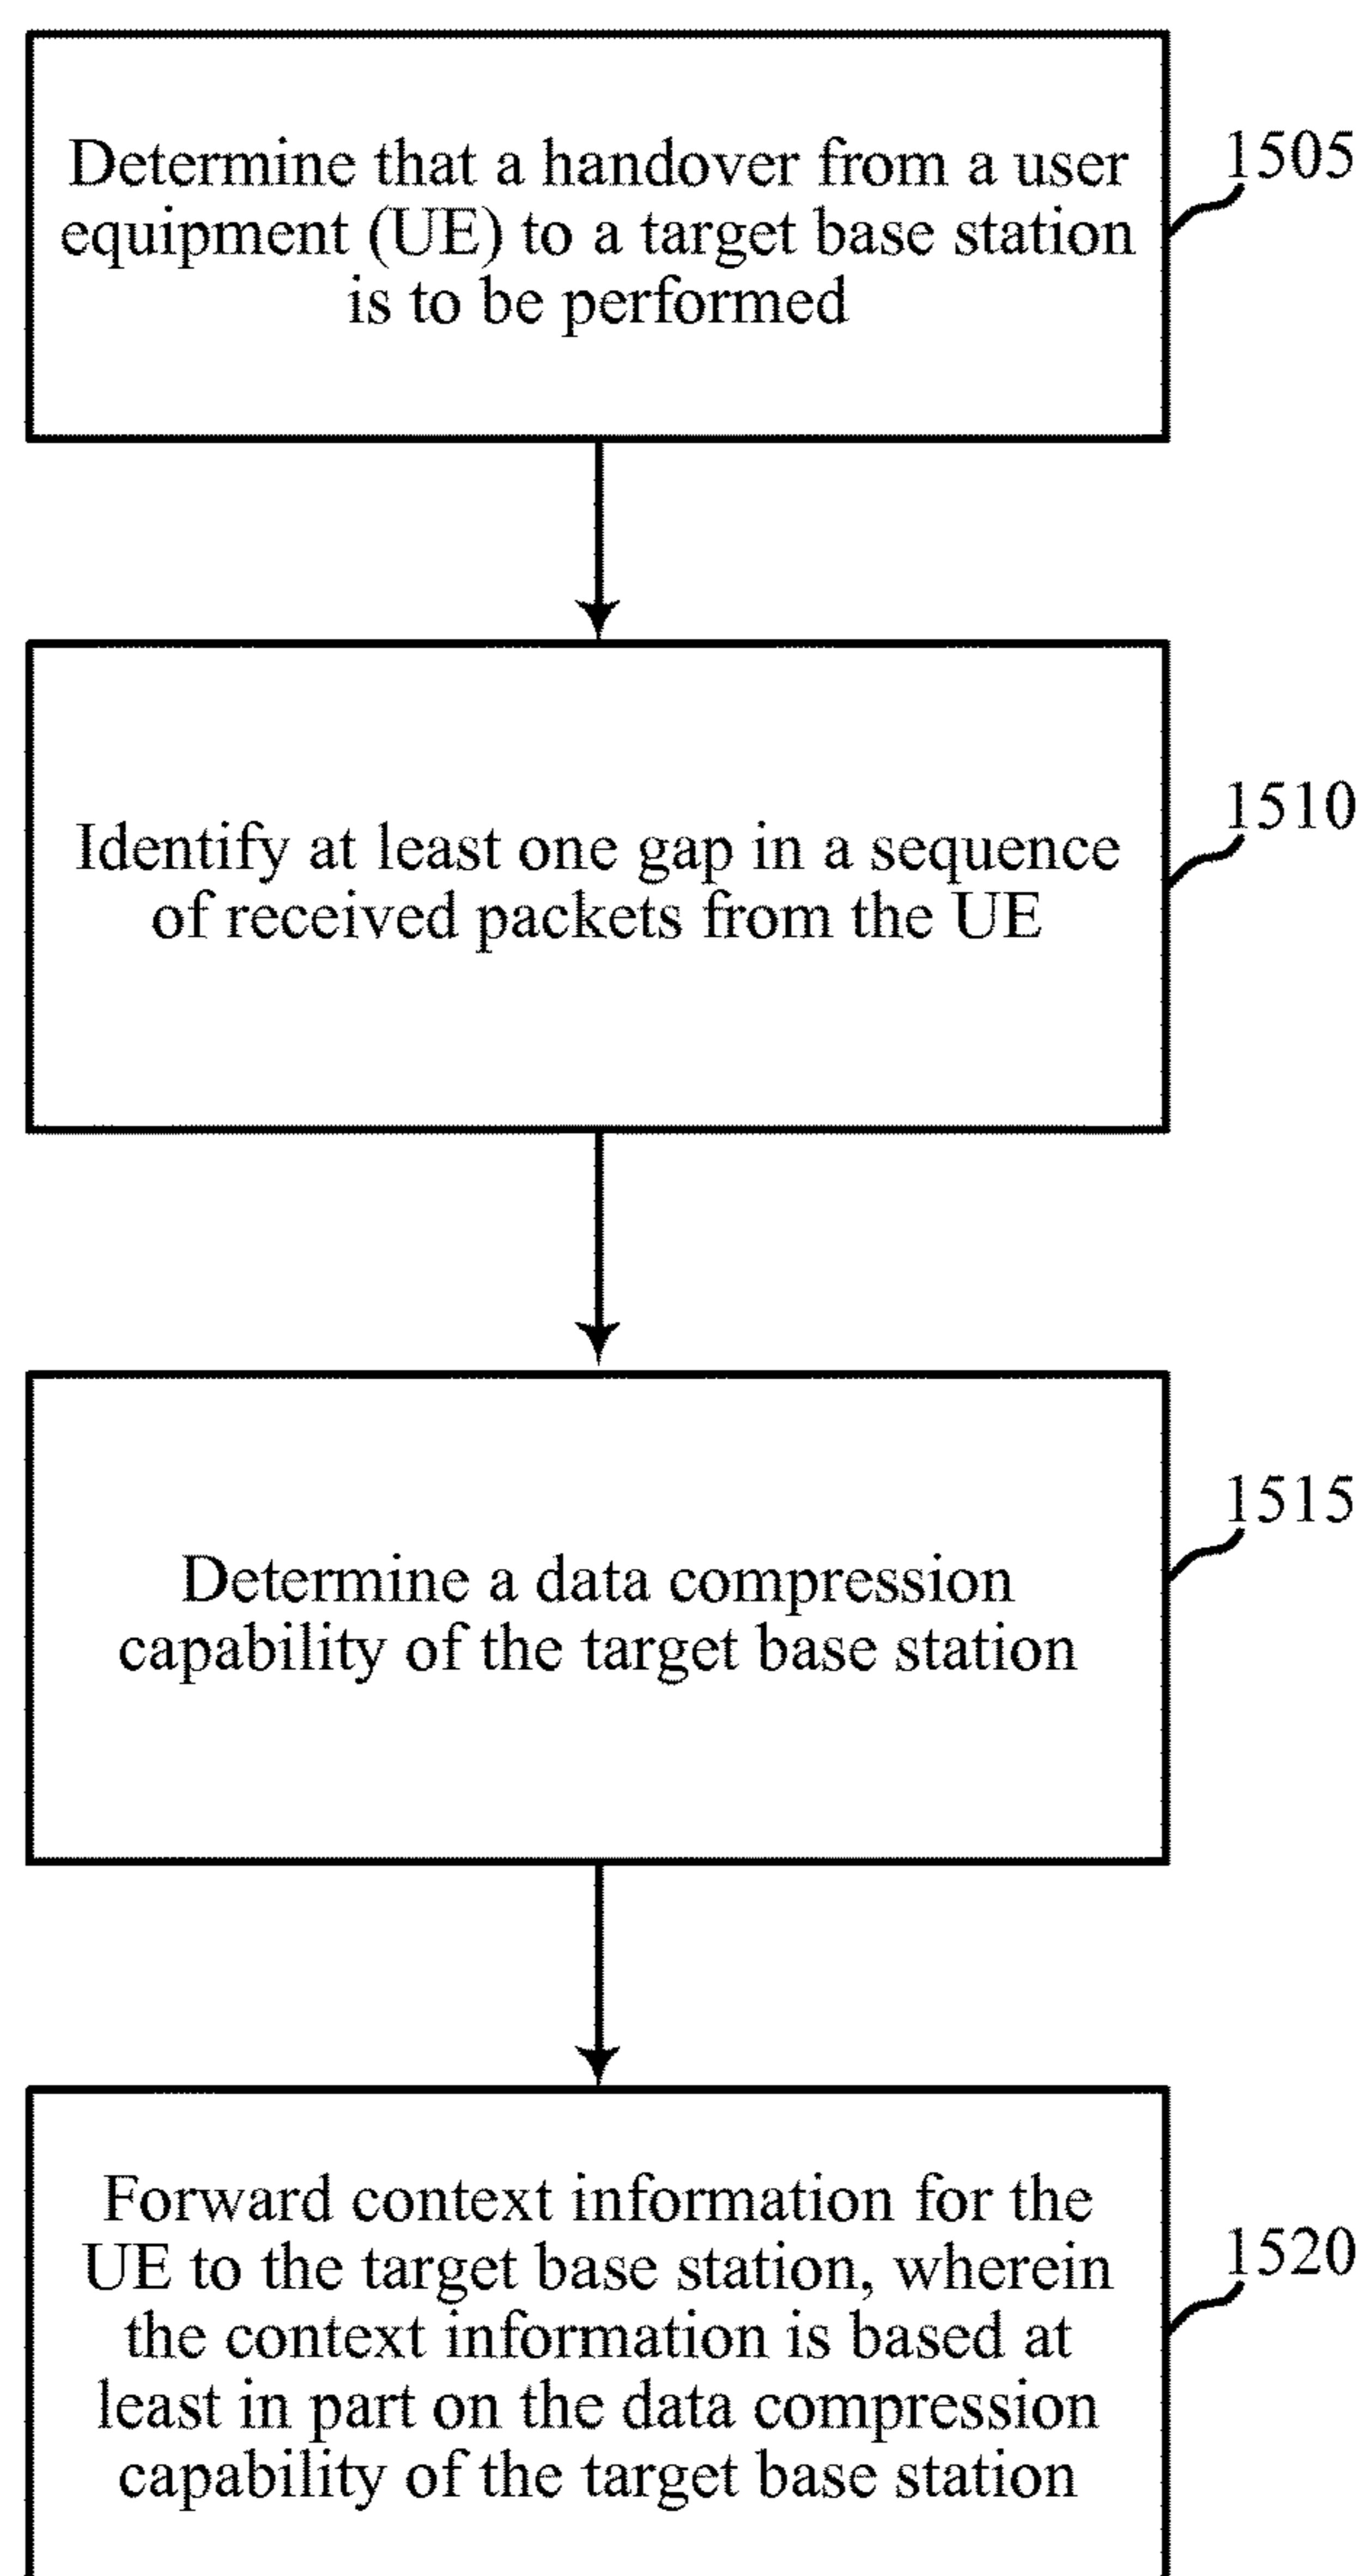 Determine that a handover from a user
equipment (UE) to a target base station
is to be performed
1505
Identify at least one gap in a sequence
of received packets from the UE
1510
Determine a data compression
capability of the target base station
1515
Forward context information for the
UE to the target base station, wherein
the context information is based at
least in part on the data compression
capability of the target base station
1520